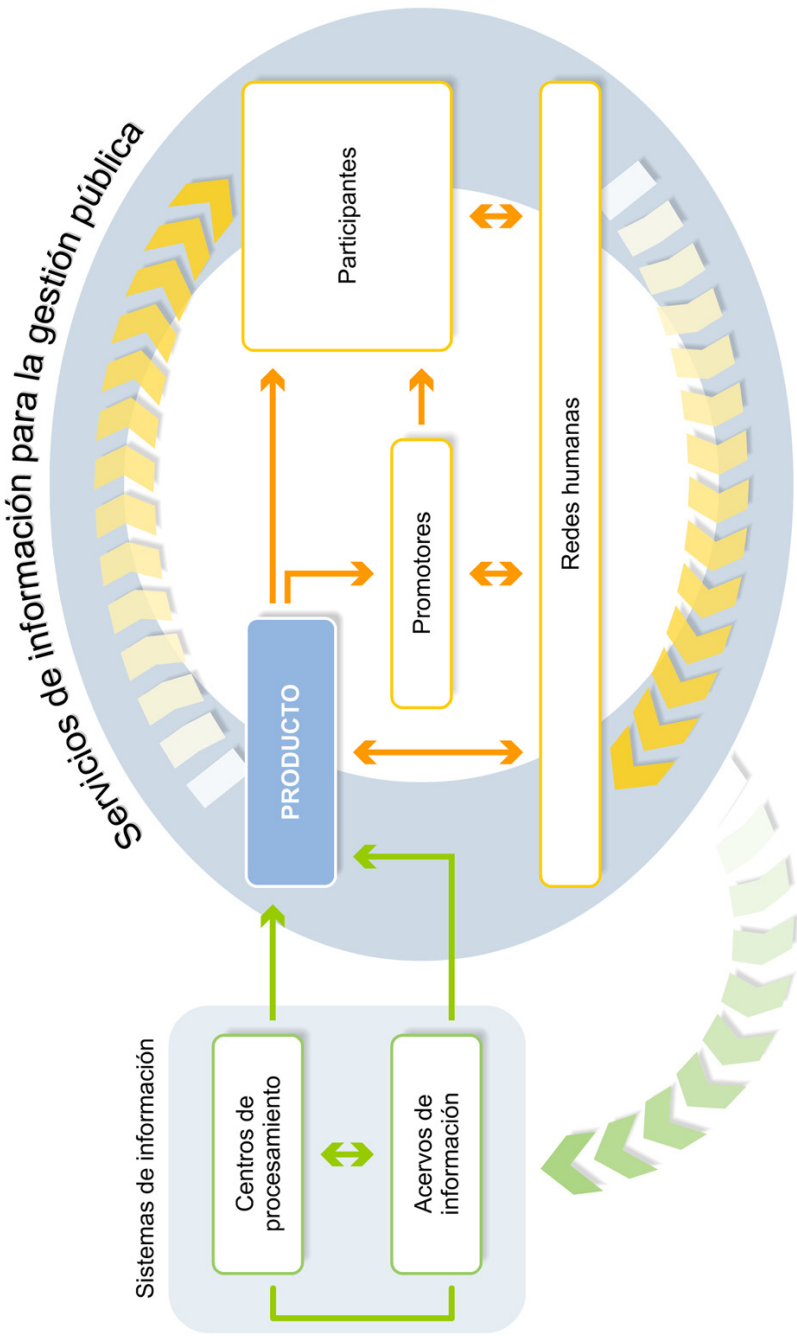 Servicios de información para la gestión pública
Sistemas de información
Centros de
procesamiento
Acervos de
información
PRODUCTO
Promotores
Participantes
Redes humanas